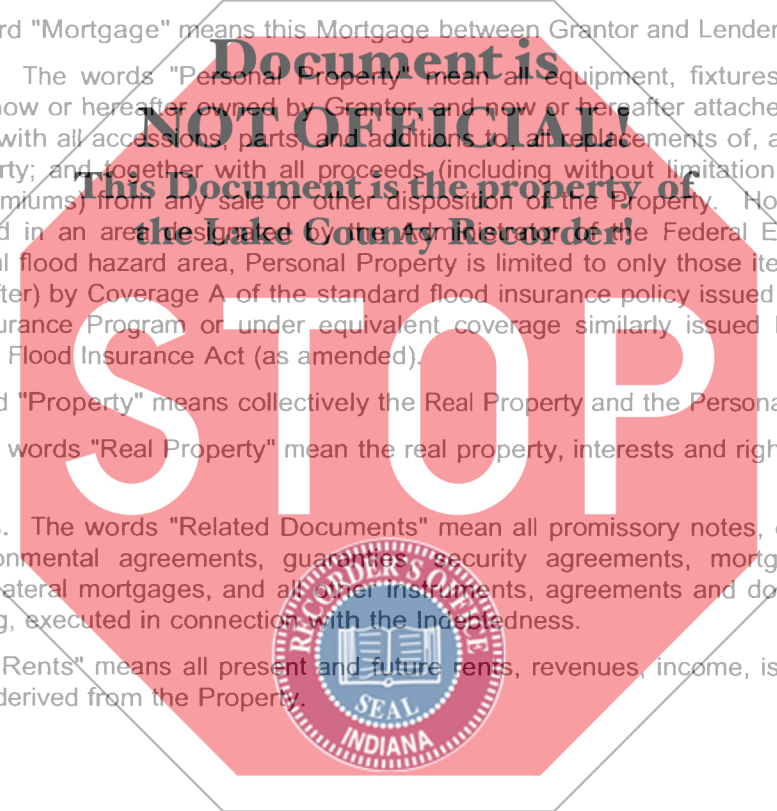 rd "Mortgage" means this Mortgage between Grantor and Lender
Document is
The words "Personal Property" mean all equipment, fixtures
now or hereafter owned by Grantor, and now or hereafter attache
NOT OFFICIAL!
with all accessions, parts, and additions to, all replacements of, a
rty; and together with all proceeds (including without limitation
This Document is the property of
miums) from any sale or other disposition of the Property. Ho
the Lake County Recorder!
d in an area designated by the Administrator of the Federal E
l flood hazard area, Personal Property is limited to only those ite
ter) by Coverage A of the standard flood insurance policy issued
urance Program or under equivalent coverage similarly issued
Flood Insurance Act (as amended).
STOP
d "Property" means collectively the Real Property and the Persona
words "Real Property" mean the real property, interests and righ
. The words "Related Documents" mean all promissory notes,
onmental agreements, guaranties, security agreements, mortg
ateral mortgages, and all other instruments, agreements and do
g, executed in connection with the Indebtedness.
RECORDER'S OFFICE
Rents" means all present and future rents, revenues, income, is
derived from the Property.
SEAL
INDIANA